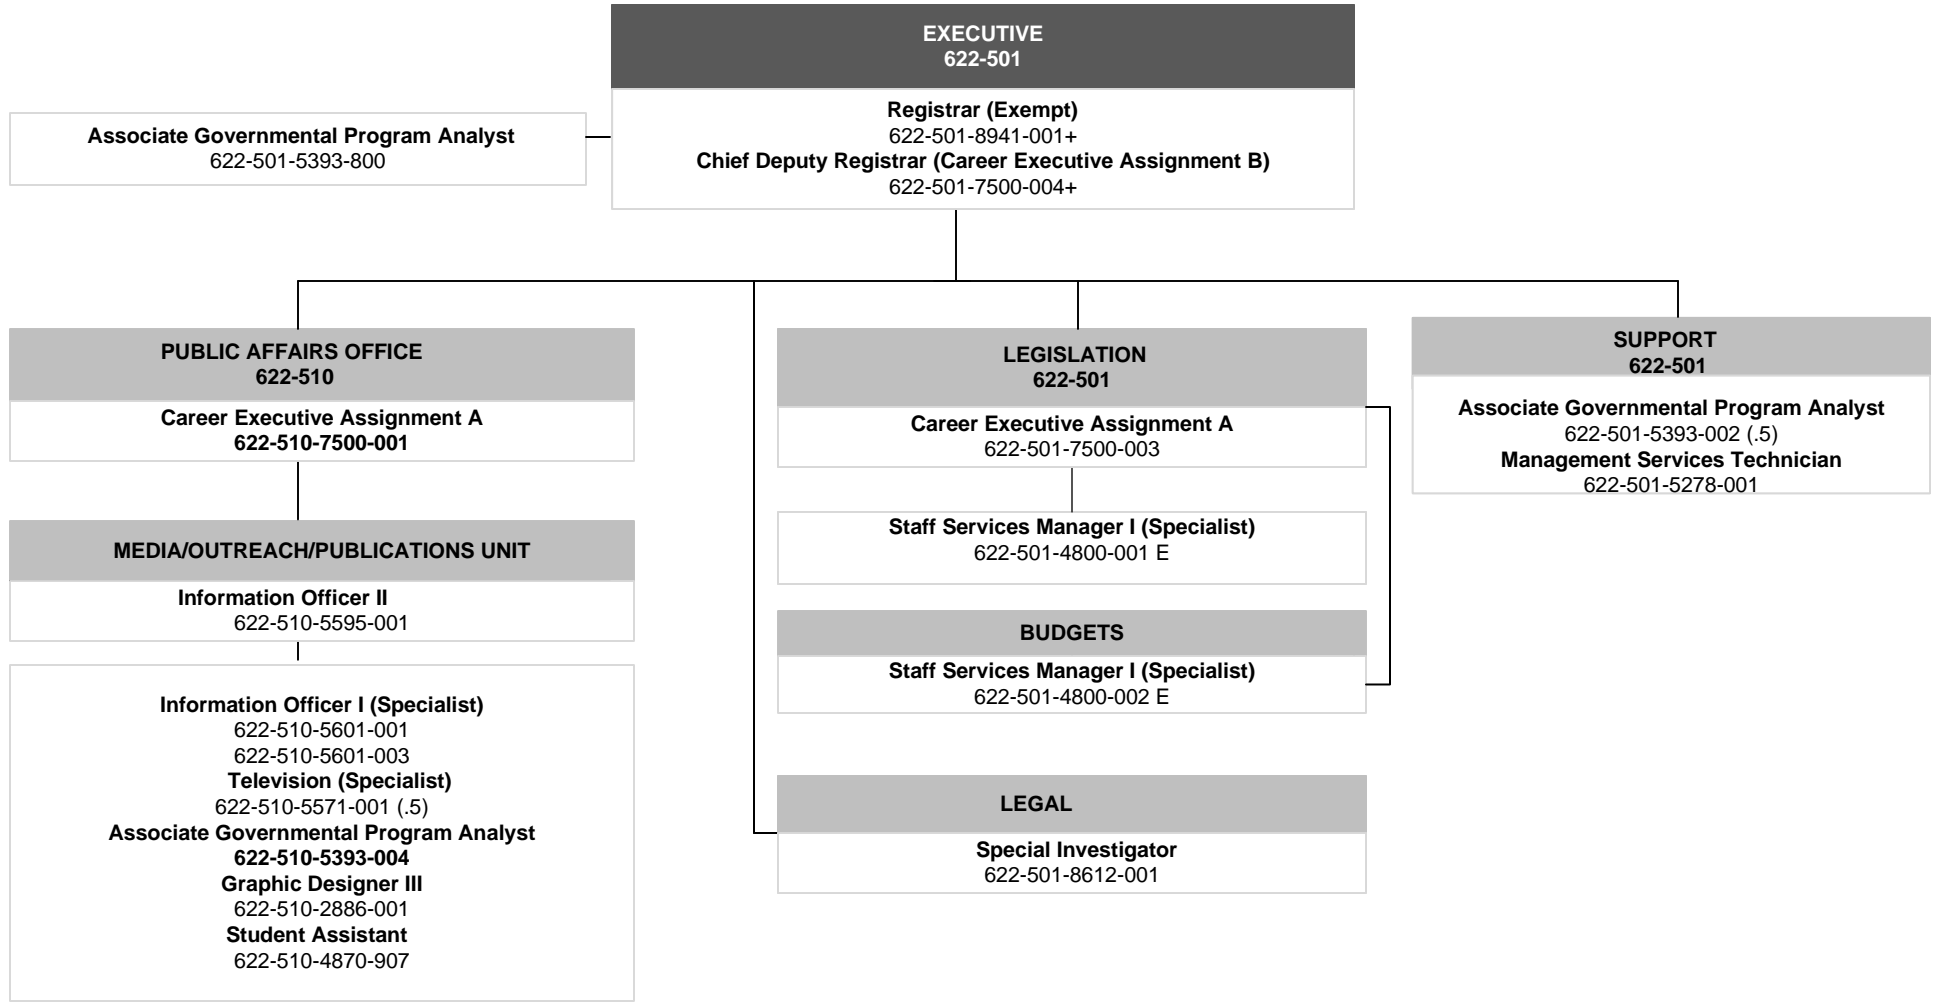 EXECUTIVE
622-501
Registrar (Exempt)
622-501-8941-001+
Chief Deputy Registrar (Career Executive Assignment B)
622-501-7500-004+
Associate Governmental Program Analyst
622-501-5393-800
PUBLIC AFFAIRS OFFICE
622-510
Career Executive Assignment A
622-510-7500-001
MEDIA/OUTREACH/PUBLICATIONS UNIT
Information Officer II
622-510-5595-001
Information Officer I (Specialist)
622-510-5601-001
622-510-5601-003
Television (Specialist)
622-510-5571-001 (.5)
Associate Governmental Program Analyst
622-510-5393-004
Graphic Designer III
622-510-2886-001
Student Assistant
622-510-4870-907
LEGISLATION
622-501
Career Executive Assignment A
622-501-7500-003
Staff Services Manager I (Specialist)
622-501-4800-001 E
BUDGETS
Staff Services Manager I (Specialist)
622-501-4800-002 E
LEGAL
Special Investigator
622-501-8612-001
SUPPORT
622-501
Associate Governmental Program Analyst
622-501-5393-002 (.5)
Management Services Technician
622-501-5278-001